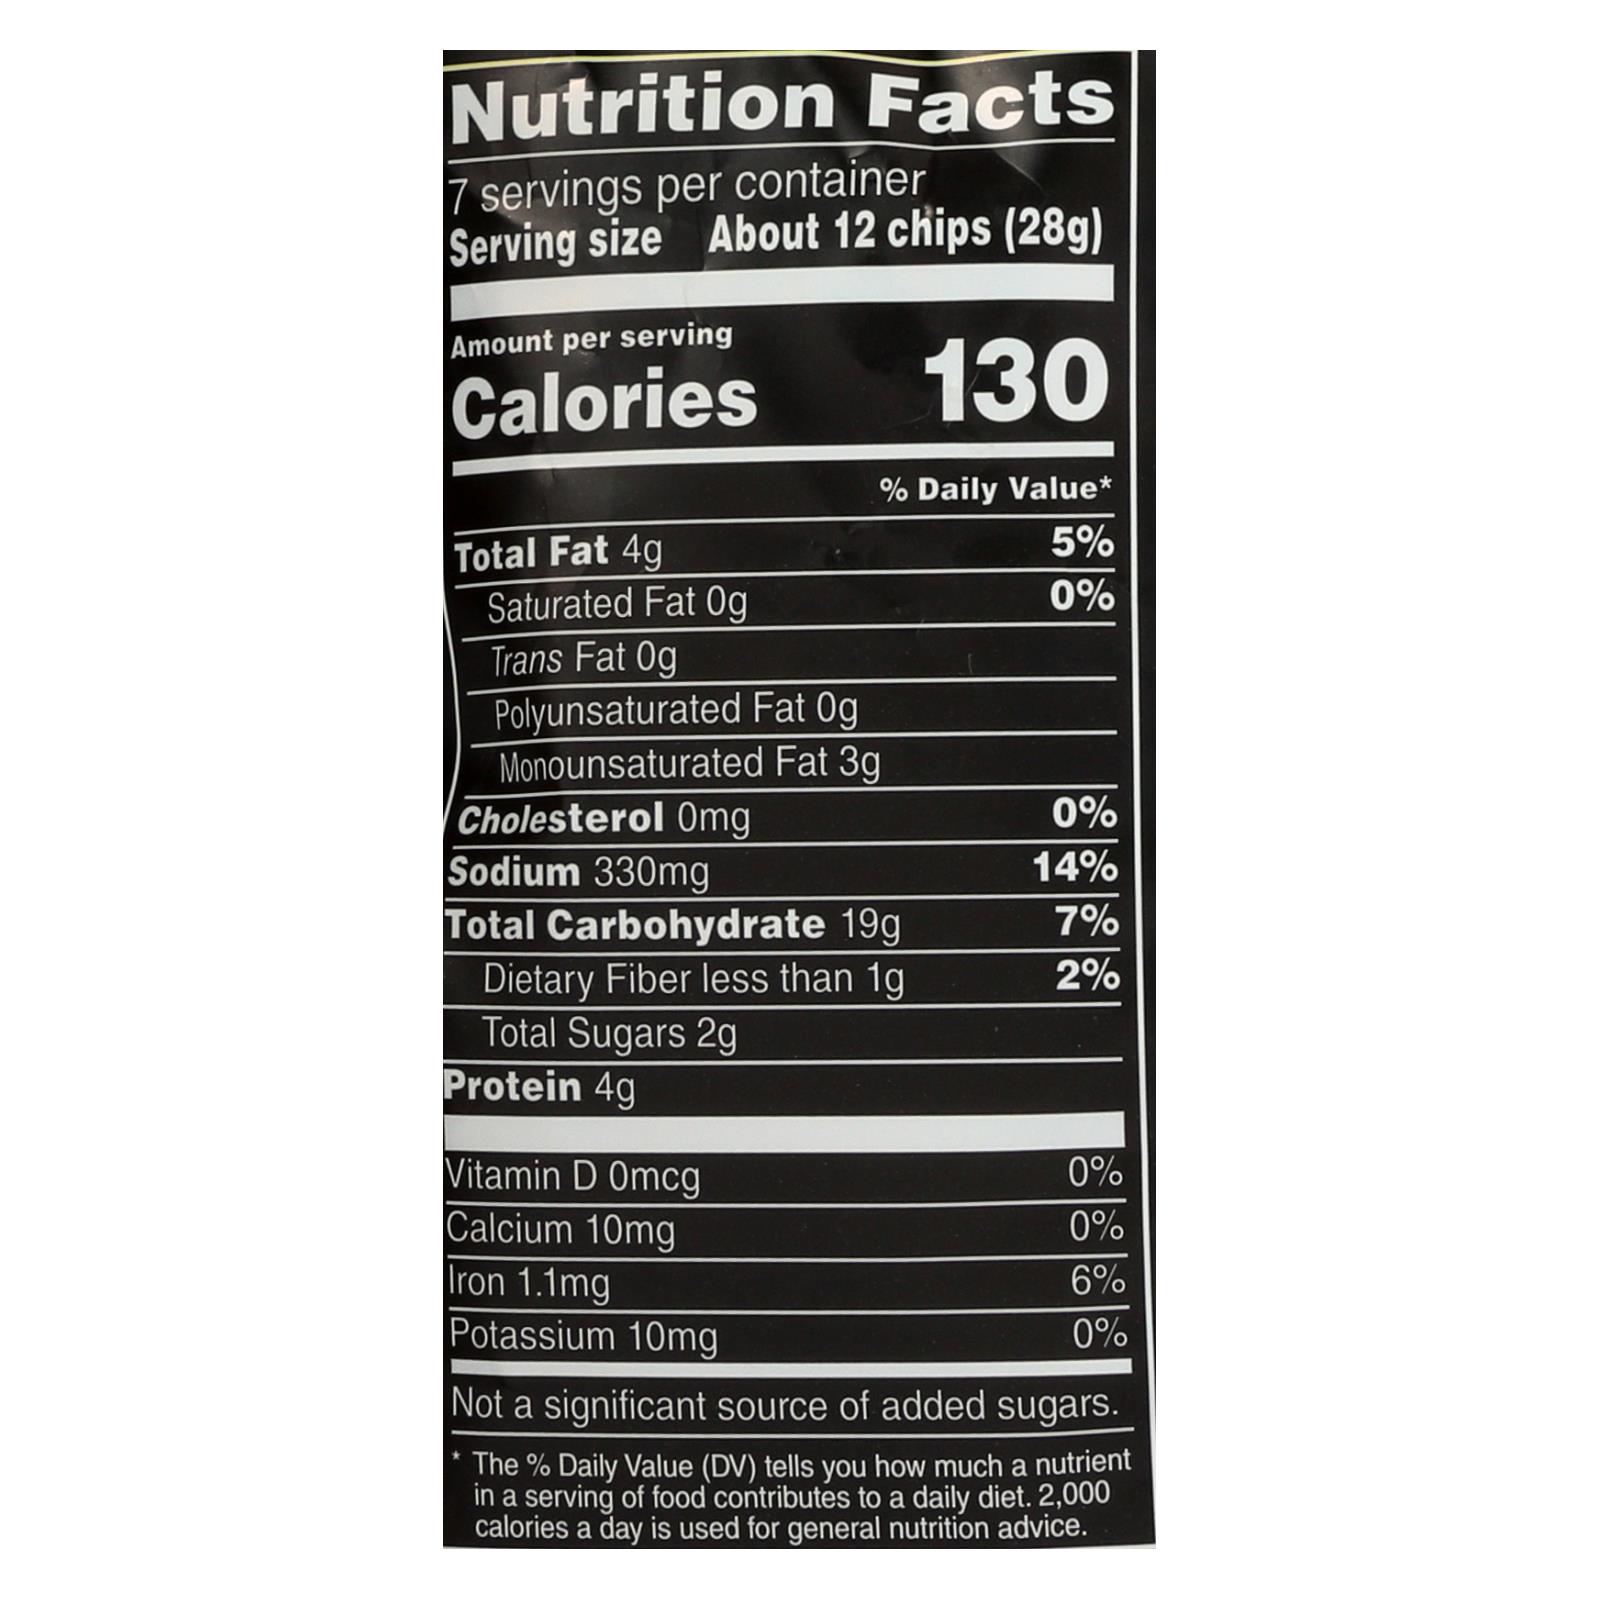 Nutrition Facts
7 servings per container
Serving size About 12 chips (28g)
Amount per serving
Calories 130
% Daily Value*
Total Fat 4g 5%
Saturated Fat 0g 0%
Trans Fat 0g
Polyunsaturated Fat 0g
Monounsaturated Fat 3g
Cholesterol 0mg 0%
Sodium 330mg 14%
Total Carbohydrate 19g 7%
Dietary Fiber less than 1g 2%
Total Sugars 2g
Protein 4g
Vitamin D 0mcg 0%
Calcium 10mg 0%
Iron 1.1mg 6%
Potassium 10mg 0%
Not a significant source of added sugars.
* The % Daily Value (DV) tells you how much a nutrient
in a serving of food contributes to a daily diet. 2,000
calories a day is used for general nutrition advice.